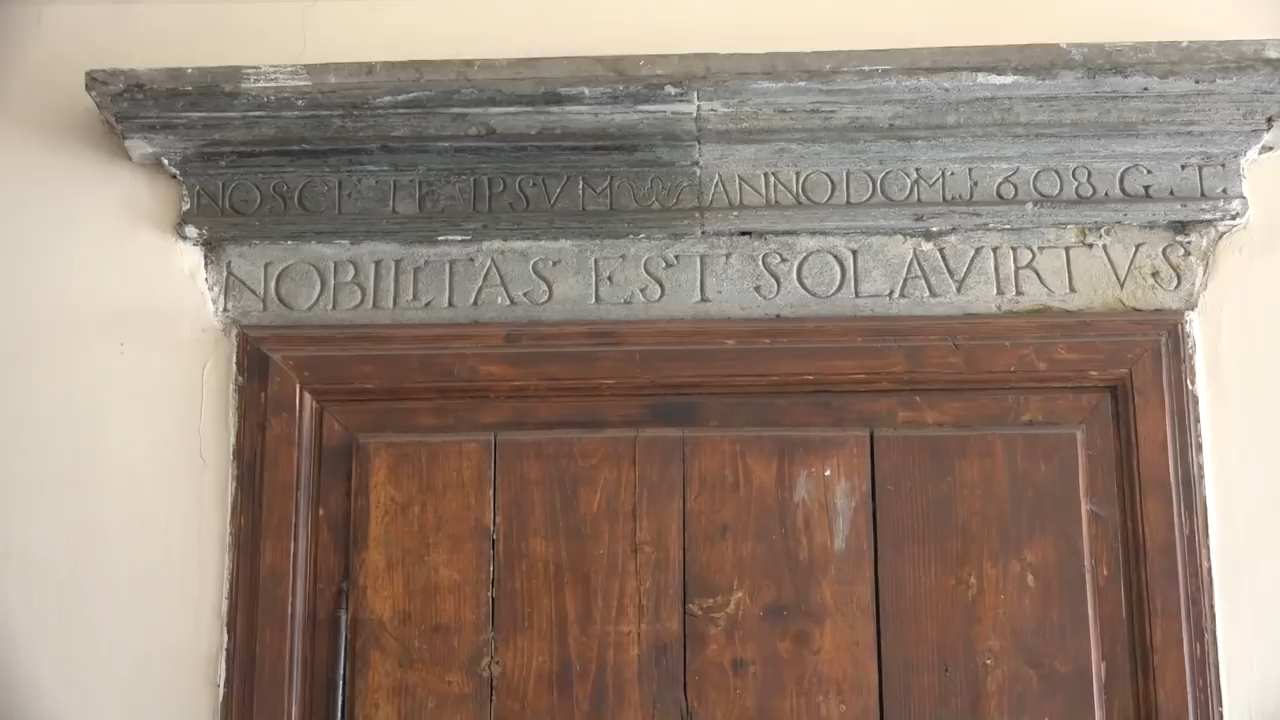 NOSCE TE IPSVM ANNO DOM. 1608. G. T.
NOBILITAS EST SOLA VIRTVS